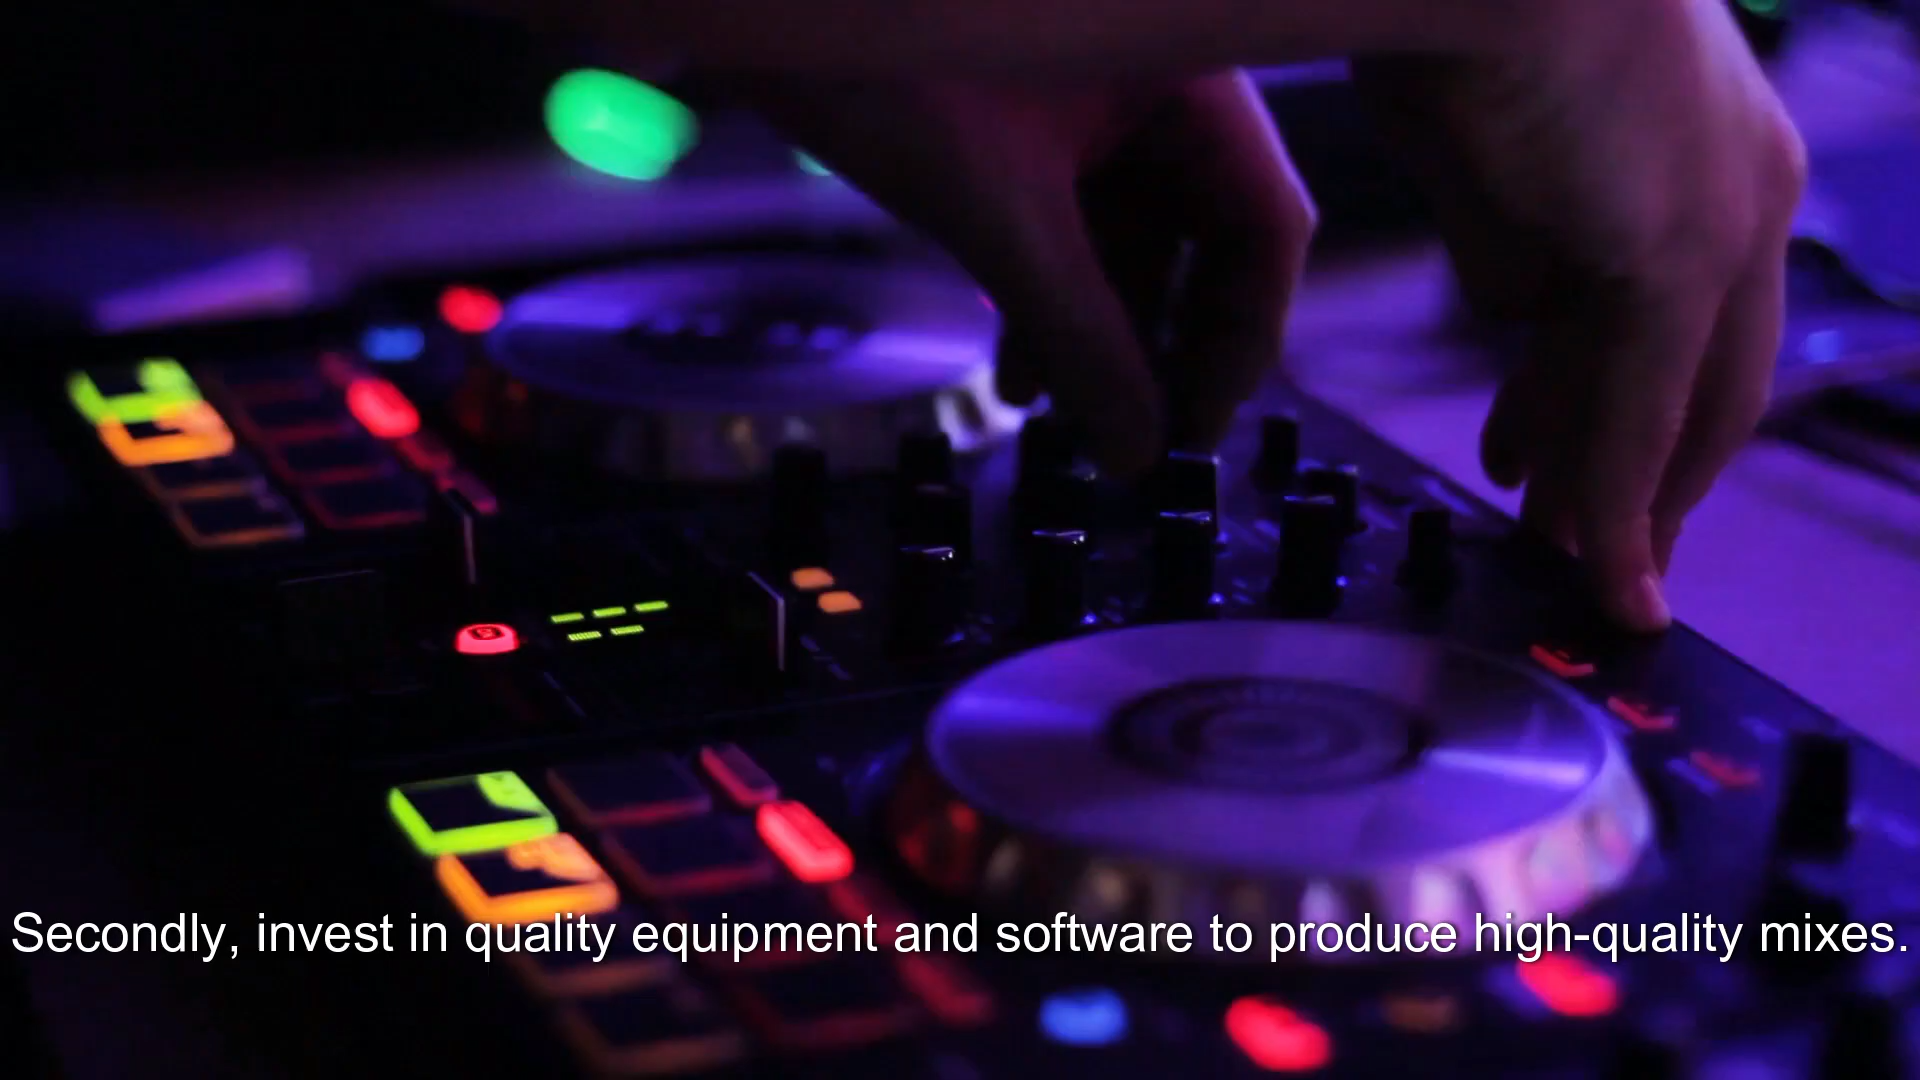 Secondly, invest in quality equipment and software to produce high-quality mixes.